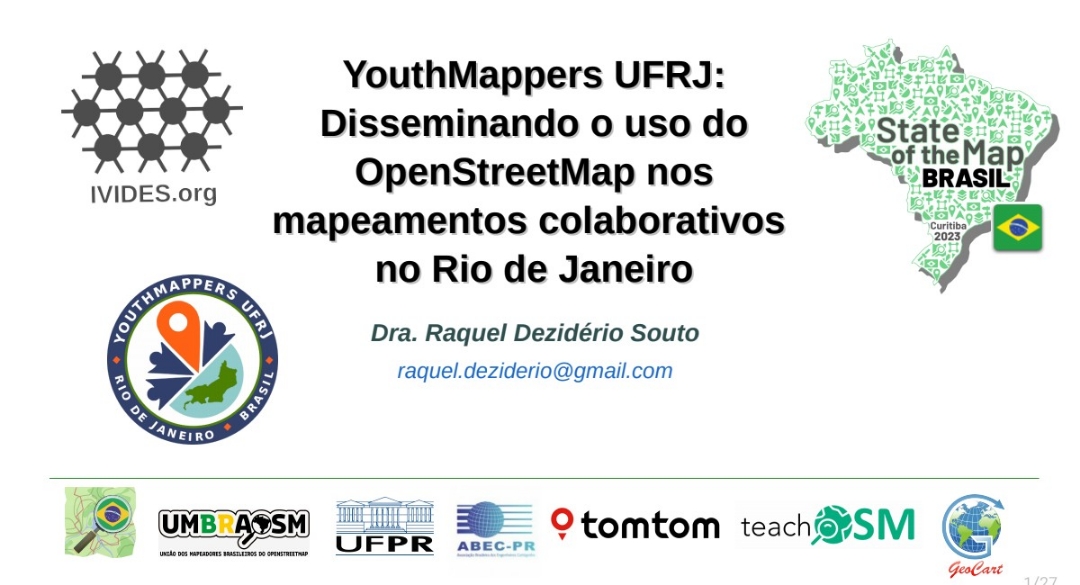 YouthMappers UFRJ:
Disseminando o uso do
OpenStreetMap nos
mapeamentos colaborativos
no Rio de Janeiro
IVIDES.org
State
of the Map
BRASIL
Curitiba
2023
YOUTHMAPPERS UFRJ
RIO DE JANEIRO
BRASIL
Dra. Raquel Dezidério Souto
raquel.deziderio@gmail.com
UMBRAOSM
UNIÃO DOS MAPEADORES BRASILEIROS DO OPENSTREETMAP
UFPR
ABEC-PR
tomtom
teachOSM
GeoCart
1/27